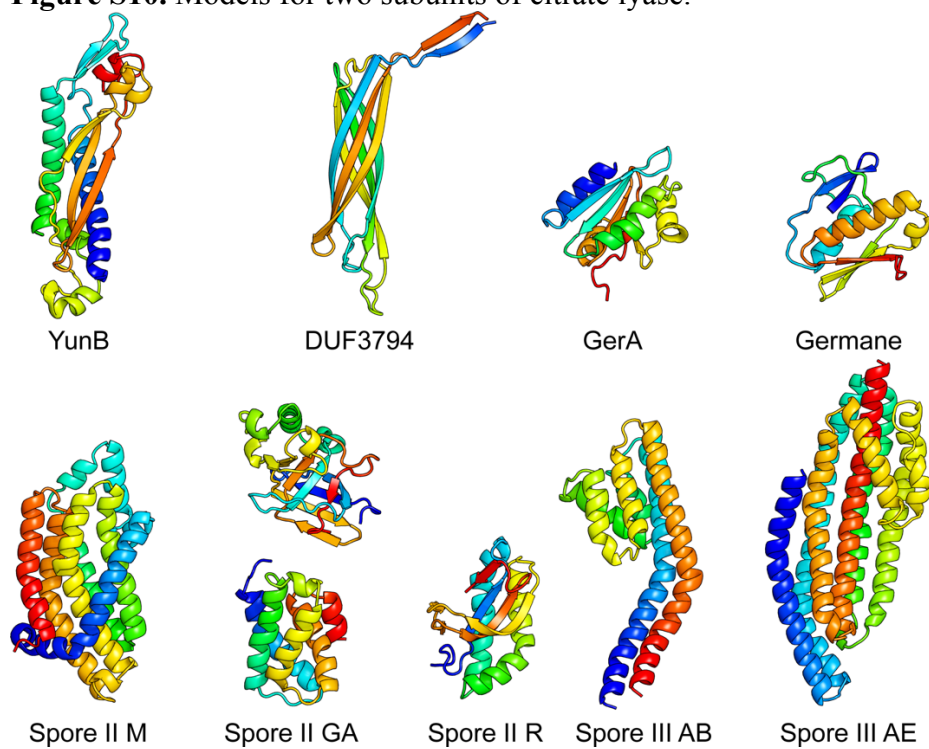 Figure S10. Models for two subunits of citrate lyase.
YunB DUF3794 GerA Germane
Spore II M Spore II GA Spore II R Spore III AB Spore III AE